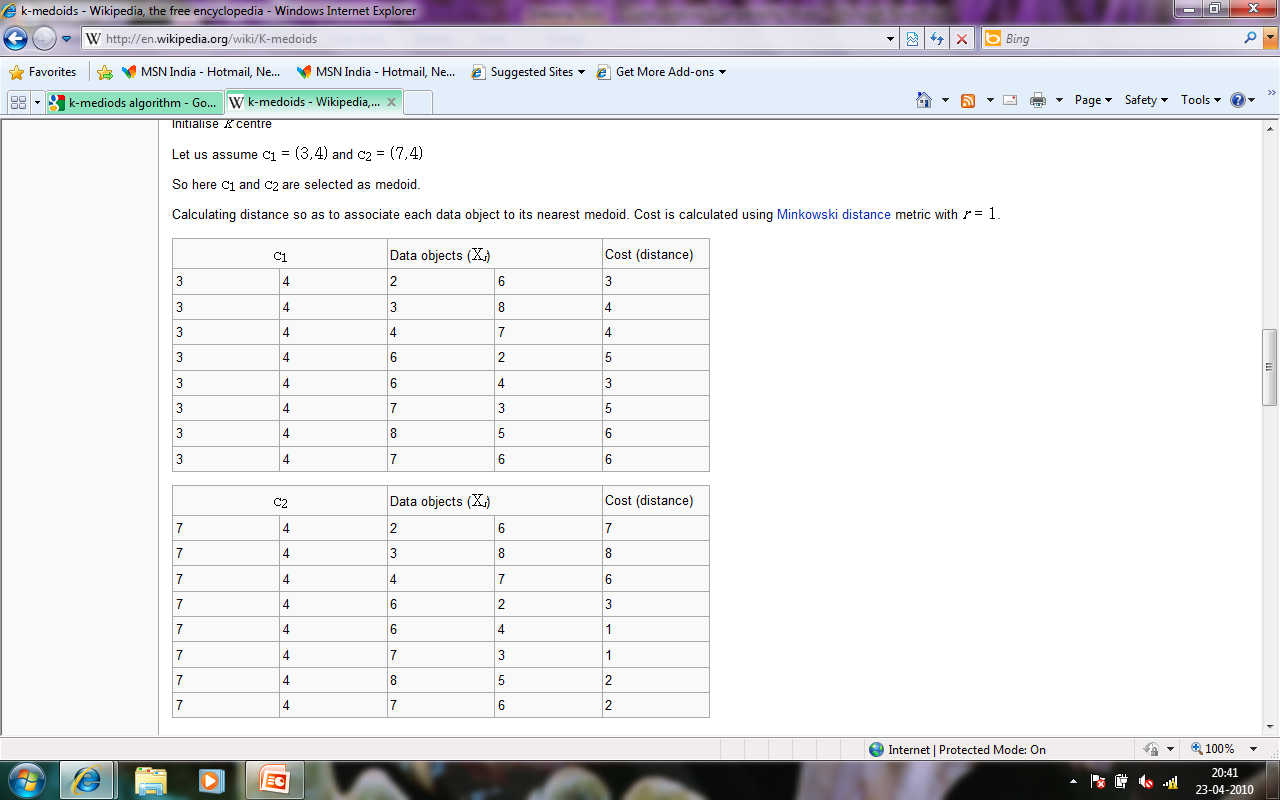 k-medoids - Wikipedia, the free encyclopedia - Windows Internet Explorer
W http://en.wikipedia.org/wiki/K-medoids Bing
Favorites MSN India - Hotmail, Ne... MSN India - Hotmail, Ne... Suggested Sites Get More Add-ons
k-mediods algorithm - Go... W k-medoids - Wikipedia,... Page Safety Tools
Initialise k centre
Let us assume c1 = (3,4) and c2 = (7,4)
So here c1 and c2 are selected as medoid.
Calculating distance so as to associate each data object to its nearest medoid. Cost is calculated using Minkowski distance metric with r = 1.
c1 Data objects (Xi) Cost (distance)
3 4 2 6 3
3 4 3 8 4
3 4 4 7 4
3 4 6 2 5
3 4 6 4 3
3 4 7 3 5
3 4 8 5 6
3 4 7 6 6
c2 Data objects (Xi) Cost (distance)
7 4 2 6 7
7 4 3 8 8
7 4 4 7 6
7 4 6 2 3
7 4 6 4 1
7 4 7 3 1
7 4 8 5 2
7 4 7 6 2
Internet | Protected Mode: On 100%
20:41
23-04-2010